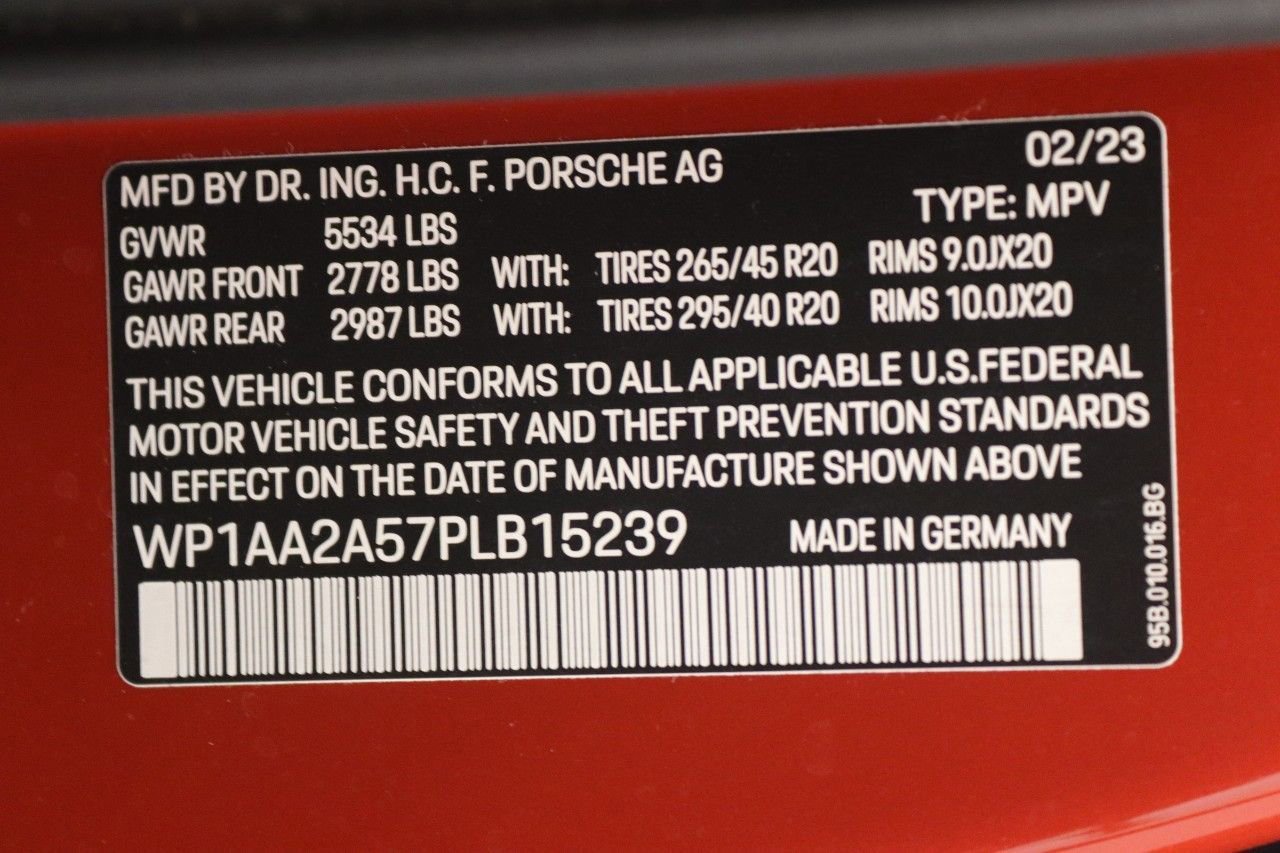 MFD BY DR. ING. H.C. F. PORSCHE AG 02/23
GVWR 5534 LBS TYPE: MPV
GAWR FRONT 2778 LBS WITH: TIRES 265/45 R20 RIMS 9.0JX20
GAWR REAR 2987 LBS WITH: TIRES 295/40 R20 RIMS 10.0JX20
THIS VEHICLE CONFORMS TO ALL APPLICABLE U.S.FEDERAL
MOTOR VEHICLE SAFETY AND THEFT PREVENTION STANDARDS
IN EFFECT ON THE DATE OF MANUFACTURE SHOWN ABOVE
WP1AA2A57PLB15239 MADE IN GERMANY
95B.010.016.BG